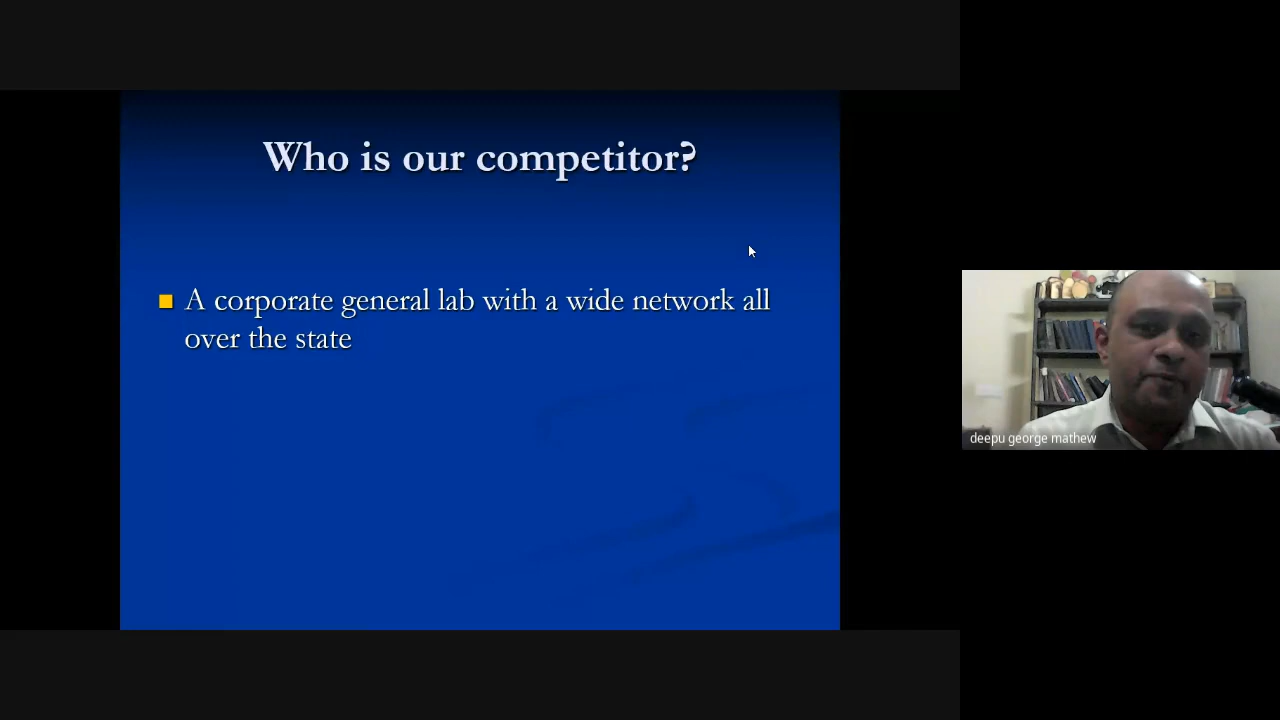 Who is our competitor?
A corporate general lab with a wide network all
over the state
deepu george mathew